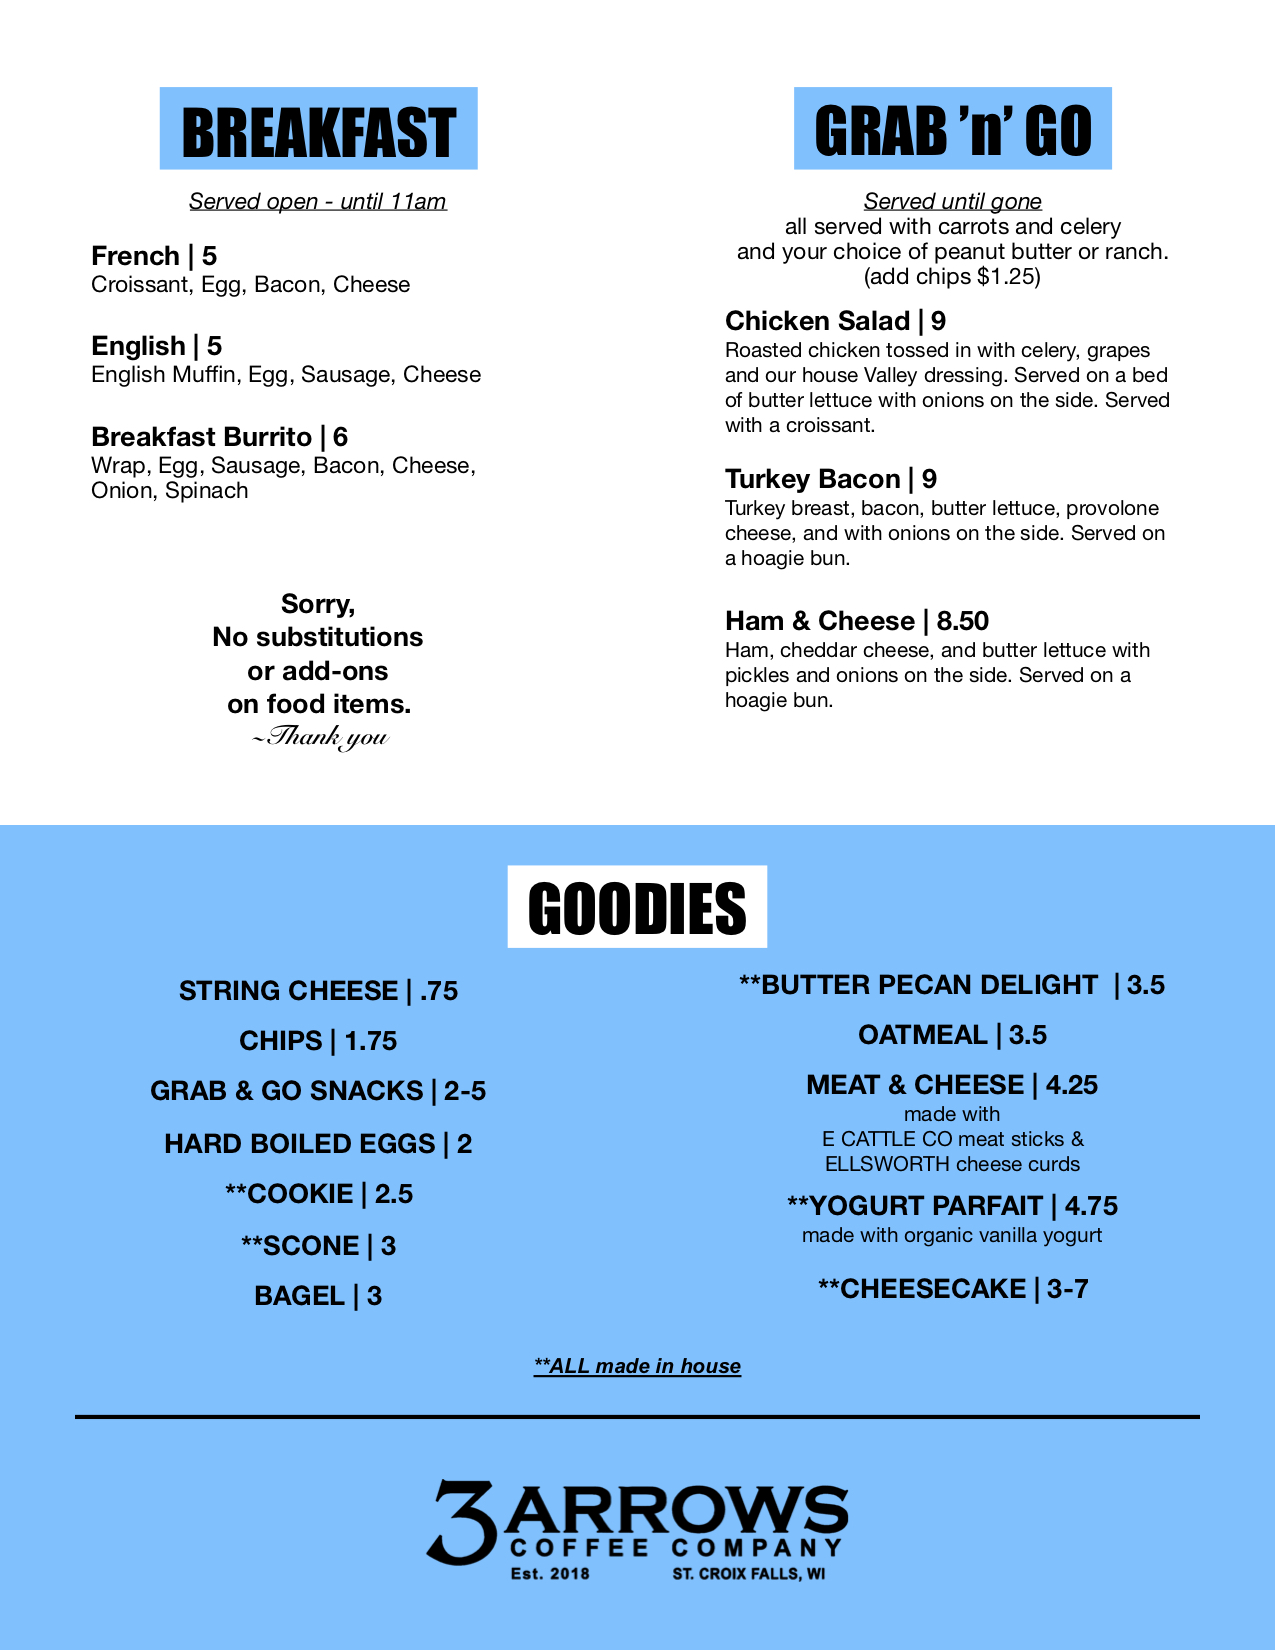 BREAKFAST
Served open - until 11am
French | 5
Croissant, Egg, Bacon, Cheese
English | 5
English Muffin, Egg, Sausage, Cheese
Breakfast Burrito | 6
Wrap, Egg, Sausage, Bacon, Cheese,
Onion, Spinach
Sorry,
No substitutions
or add-ons
on food items.
~Thank you
GRAB ’n’ GO
Served until gone
all served with carrots and celery
and your choice of peanut butter or ranch.
(add chips $1.25)
Chicken Salad | 9
Roasted chicken tossed in with celery, grapes
and our house Valley dressing. Served on a bed
of butter lettuce with onions on the side. Served
with a croissant.
Turkey Bacon | 9
Turkey breast, bacon, butter lettuce, provolone
cheese, and with onions on the side. Served on
a hoagie bun.
Ham & Cheese | 8.50
Ham, cheddar cheese, and butter lettuce with
pickles and onions on the side. Served on a
hoagie bun.
GOODIES
STRING CHEESE | .75
CHIPS | 1.75
GRAB & GO SNACKS | 2-5
HARD BOILED EGGS | 2
**COOKIE | 2.5
**SCONE | 3
BAGEL | 3
**BUTTER PECAN DELIGHT | 3.5
OATMEAL | 3.5
MEAT & CHEESE | 4.25
made with
E CATTLE CO meat sticks &
ELLSWORTH cheese curds
**YOGURT PARFAIT | 4.75
made with organic vanilla yogurt
**CHEESECAKE | 3-7
**ALL made in house
3 ARROWS
COFFEE COMPANY
Est. 2018 ST. CROIX FALLS, WI